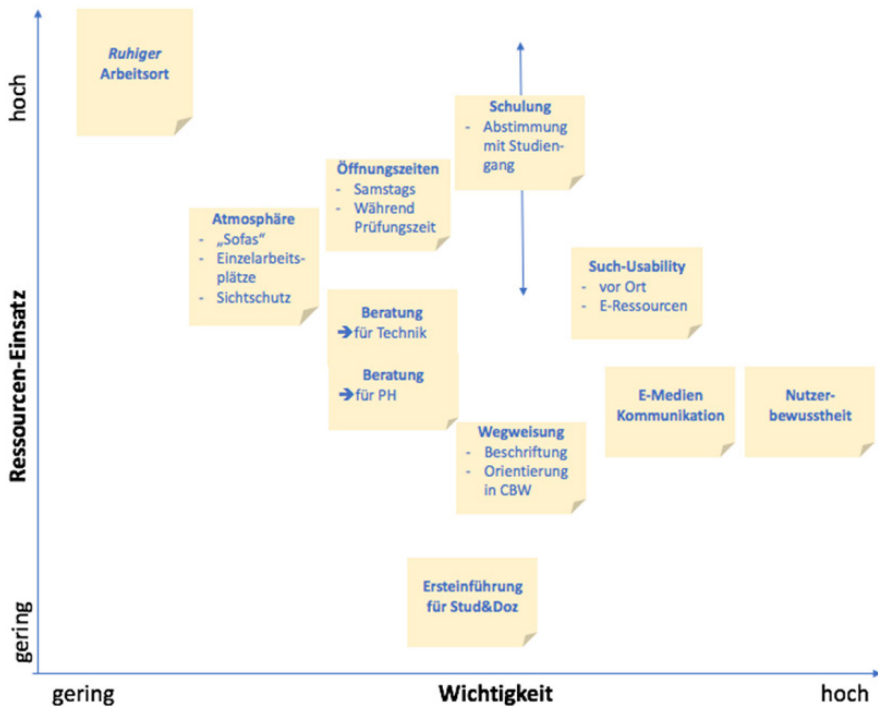 hoch
Ruhiger
Arbeitsort
Schulung
- Abstimmung
mit Studien-
gang
Öffnungszeiten
- Samstags
- Während
Prüfungszeit
Atmosphäre
- „Sofas“
- Einzelarbeits-
plätze
- Sichtschutz
Such-Usability
- vor Ort
- E-Ressourcen
Beratung
➔für Technik
Beratung
➔für PH
E-Medien
Kommunikation
Nutzer-
bewusstheit
Wegweisung
- Beschriftung
- Orientierung
in CBW
Ersteinführung
für Stud&Doz
Ressourcen-Einsatz
gering
gering
Wichtigkeit
hoch